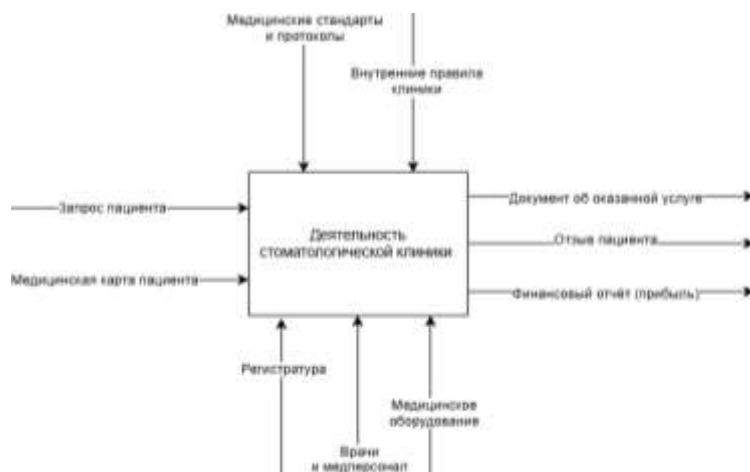 Медицинские стандарты
и протоколы
Внутренние правила
клиники
Запрос пациента
Документ об оказанной услуге
Деятельность
стоматологической клиники
Отзыв пациента
Медицинская карта пациента
Финансовый отчёт (прибыль)
Регистратура
Медицинское
оборудование
Врачи
и медперсонал